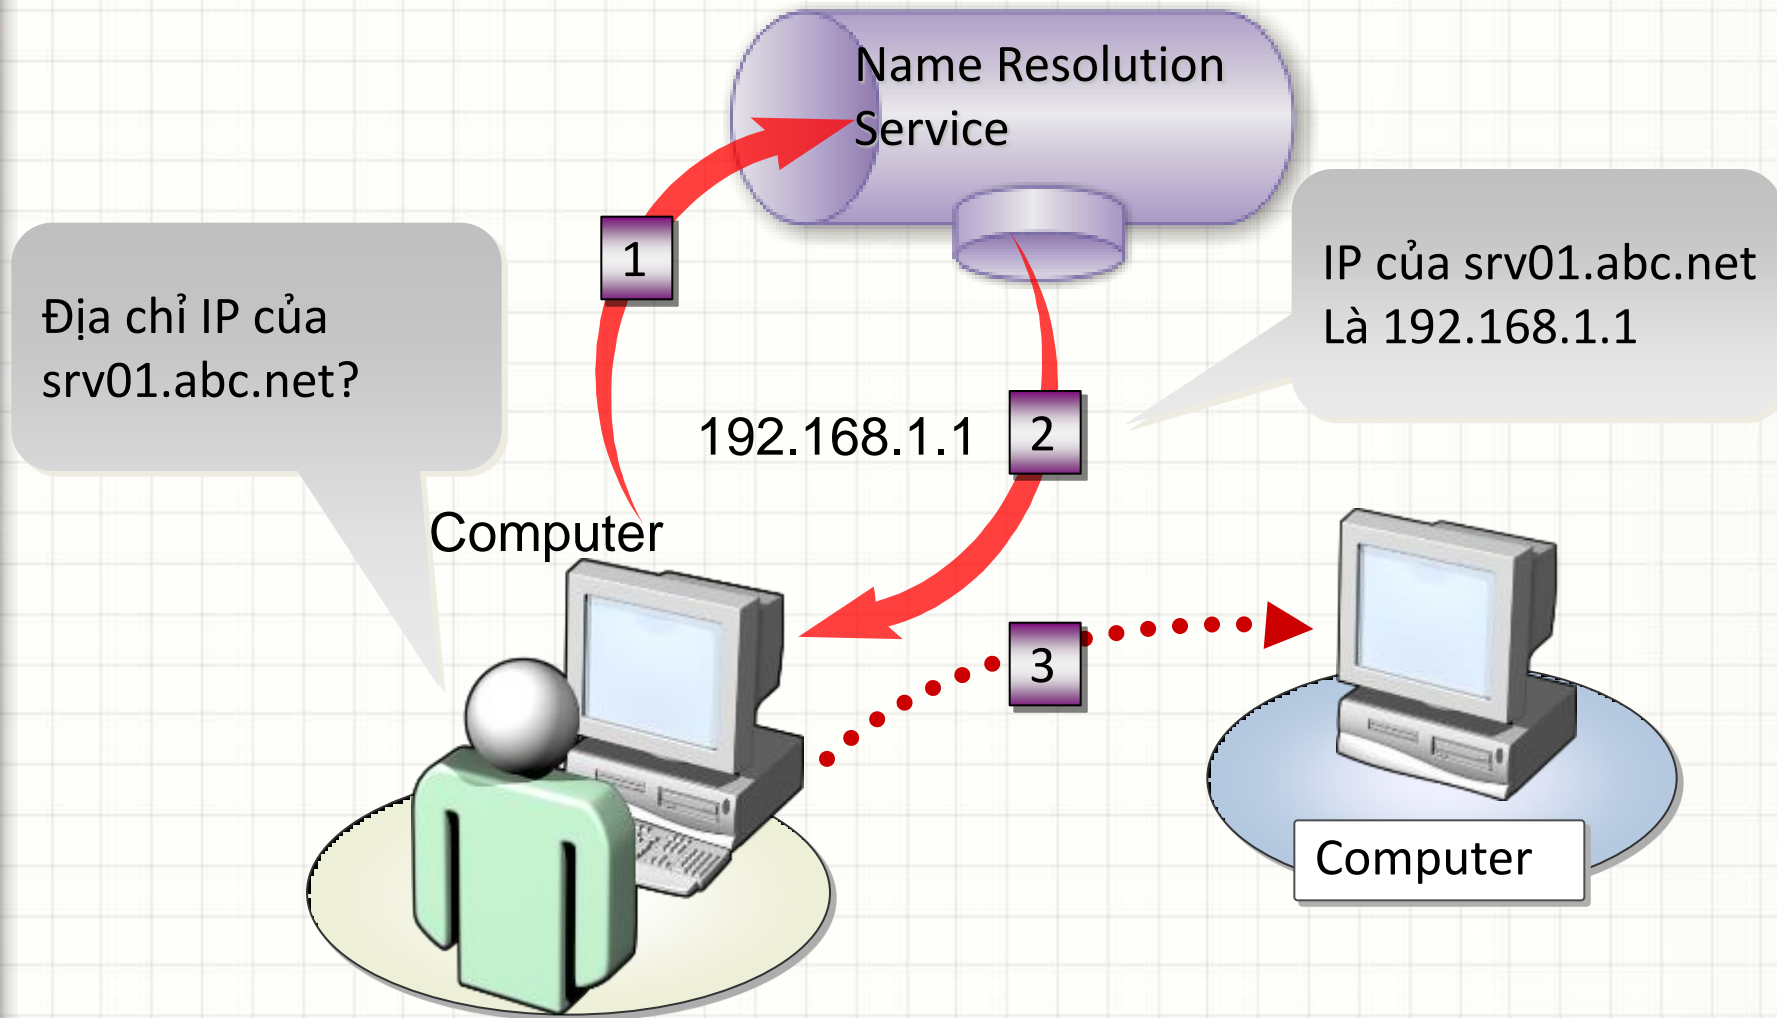 Name Resolution
Service
1
Địa chỉ IP của
srv01.abc.net?
IP của srv01.abc.net
Là 192.168.1.1
192.168.1.1
2
Computer
3
Computer